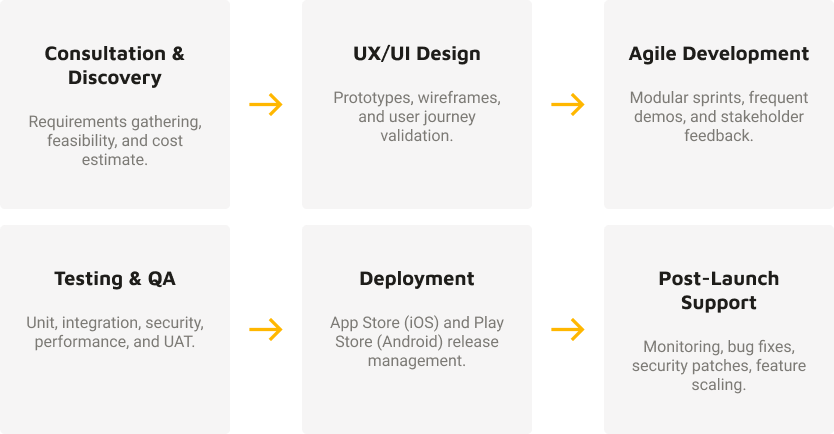 Consultation &
Discovery
Requirements gathering,
feasibility, and cost
estimate.
UX/UI Design
Prototypes, wireframes,
and user journey
validation.
Agile Development
Modular sprints, frequent
demos, and stakeholder
feedback.
Testing & QA
Unit, integration, security,
performance, and UAT.
Deployment
App Store (iOS) and Play
Store (Android) release
management.
Post-Launch
Support
Monitoring, bug fixes,
security patches, feature
scaling.